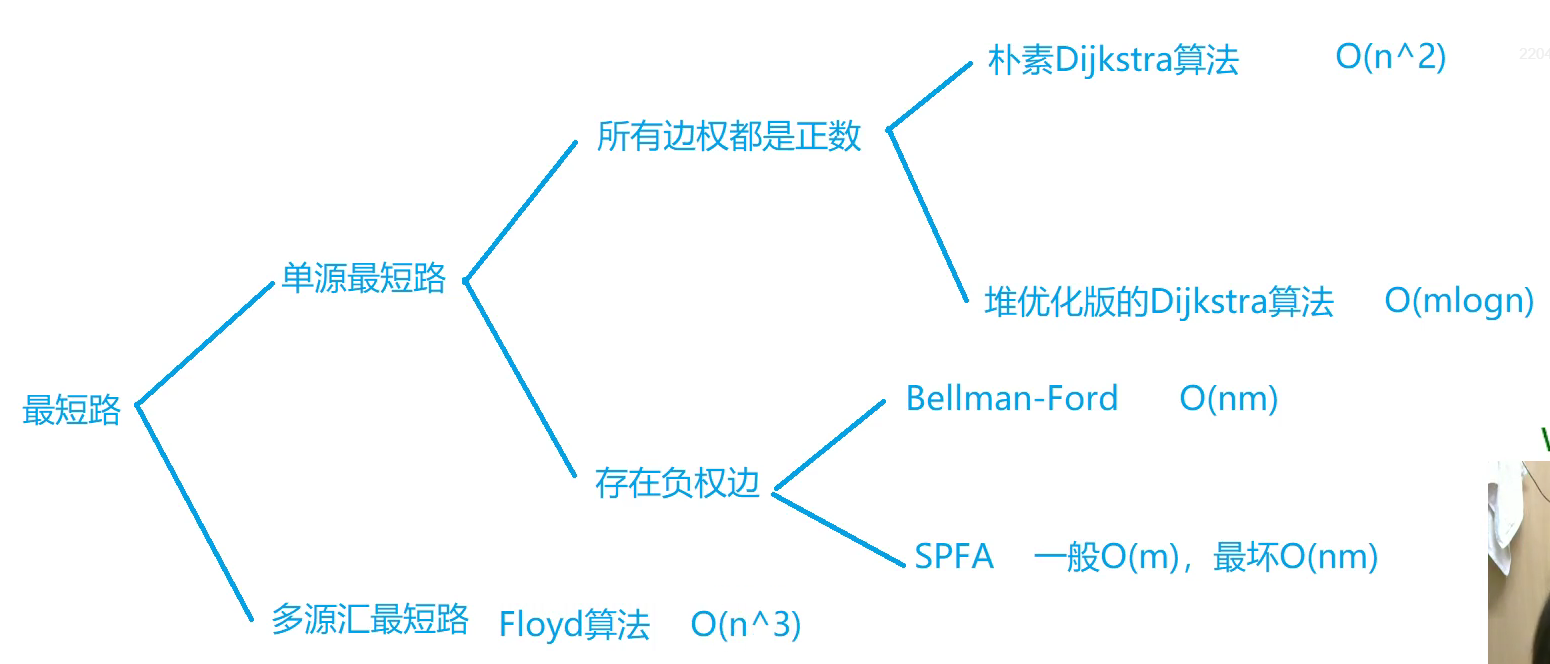 朴素Dijkstra算法 O(n^2)
2204
所有边权都是正数
单源最短路
堆优化版的Dijkstra算法 O(mlogn)
最短路
Bellman-Ford O(nm)
存在负权边
SPFA 一般O(m)，最坏O(nm)
多源汇最短路 Floyd算法 O(n^3)